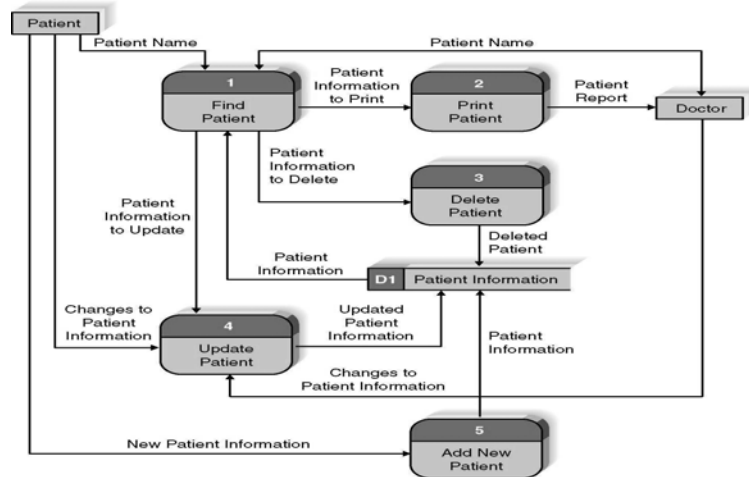 Patient
Patient Name
Patient Name
1
Find
Patient
Patient
Information
to Print
2
Print
Patient
Patient
Report
Doctor
Patient
Information
to Delete
3
Delete
Patient
Patient
Information
to Update
Deleted
Patient
Patient
Information
D1 Patient Information
Changes to
Patient
Information
4
Update
Patient
Updated
Patient
Information
Patient
Information
Changes to
Patient Information
New Patient Information
5
Add New
Patient